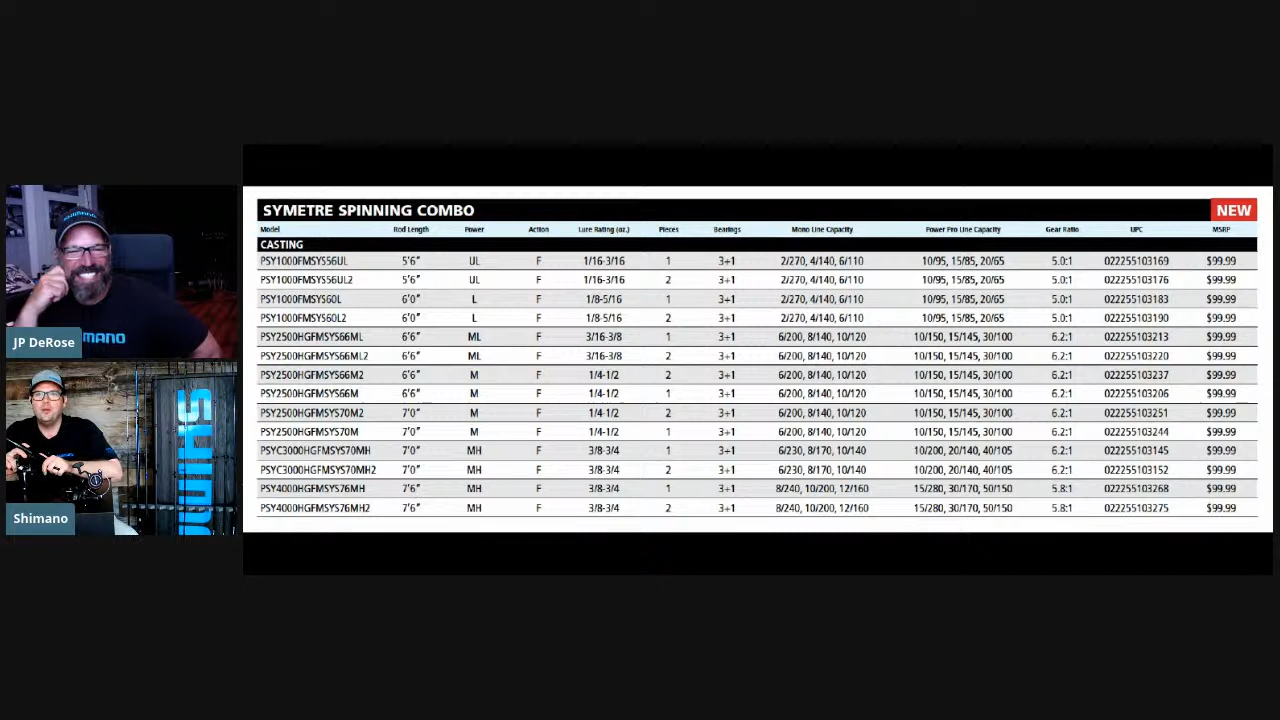 SYMETRE SPINNING COMBO NEW
Model Rod Length Power Action Lure Rating (oz.) Pieces Bearings Mono Line Capacity Power Pro Line Capacity Gear Ratio UPC MSRP
CASTING
PSY1000FMSYS56UL 5'6" UL F 1/16-3/16 1 3+1 2/270, 4/140, 6/110 10/95, 15/85, 20/65 5.0:1 022255103169 $99.99
PSY1000FMSYS56UL2 5'6" UL F 1/16-3/16 2 3+1 2/270, 4/140, 6/110 10/95, 15/85, 20/65 5.0:1 022255103176 $99.99
PSY1000FMSYS60L 6'0" L F 1/8-5/16 1 3+1 2/270, 4/140, 6/110 10/95, 15/85, 20/65 5.0:1 022255103183 $99.99
PSY1000FMSYS60L2 6'0" L F 1/8-5/16 2 3+1 2/270, 4/140, 6/110 10/95, 15/85, 20/65 5.0:1 022255103190 $99.99
PSY2500HGFMSYS66ML 6'6" ML F 3/16-3/8 1 3+1 6/200, 8/140, 10/120 10/150, 15/145, 30/100 6.2:1 022255103213 $99.99
PSY2500HGFMSYS66ML2 6'6" ML F 3/16-3/8 2 3+1 6/200, 8/140, 10/120 10/150, 15/145, 30/100 6.2:1 022255103220 $99.99
PSY2500HGFMSYS66M2 6'6" M F 1/4-1/2 2 3+1 6/200, 8/140, 10/120 10/150, 15/145, 30/100 6.2:1 022255103237 $99.99
PSY2500HGFMSYS66M 6'6" M F 1/4-1/2 1 3+1 6/200, 8/140, 10/120 10/150, 15/145, 30/100 6.2:1 022255103206 $99.99
PSY2500HGFMSYS70M2 7'0" M F 1/4-1/2 2 3+1 6/200, 8/140, 10/120 10/150, 15/145, 30/100 6.2:1 022255103251 $99.99
PSY2500HGFMSYS70M 7'0" M F 1/4-1/2 1 3+1 6/200, 8/140, 10/120 10/150, 15/145, 30/100 6.2:1 022255103244 $99.99
PSYC3000HGFMSYS70MH 7'0" MH F 3/8-3/4 1 3+1 6/230, 8/170, 10/140 10/200, 20/140, 40/105 6.2:1 022255103145 $99.99
PSYC3000HGFMSYS70MH2 7'0" MH F 3/8-3/4 2 3+1 6/230, 8/170, 10/140 10/200, 20/140, 40/105 6.2:1 022255103152 $99.99
PSY4000HGFMSYS76MH 7'6" MH F 3/8-3/4 1 3+1 8/240, 10/200, 12/160 15/280, 30/170, 50/150 5.8:1 022255103268 $99.99
PSY4000HGFMSYS76MH2 7'6" MH F 3/8-3/4 2 3+1 8/240, 10/200, 12/160 15/280, 30/170, 50/150 5.8:1 022255103275 $99.99
SHIMANO
MANO
JP DeRose
Shimano